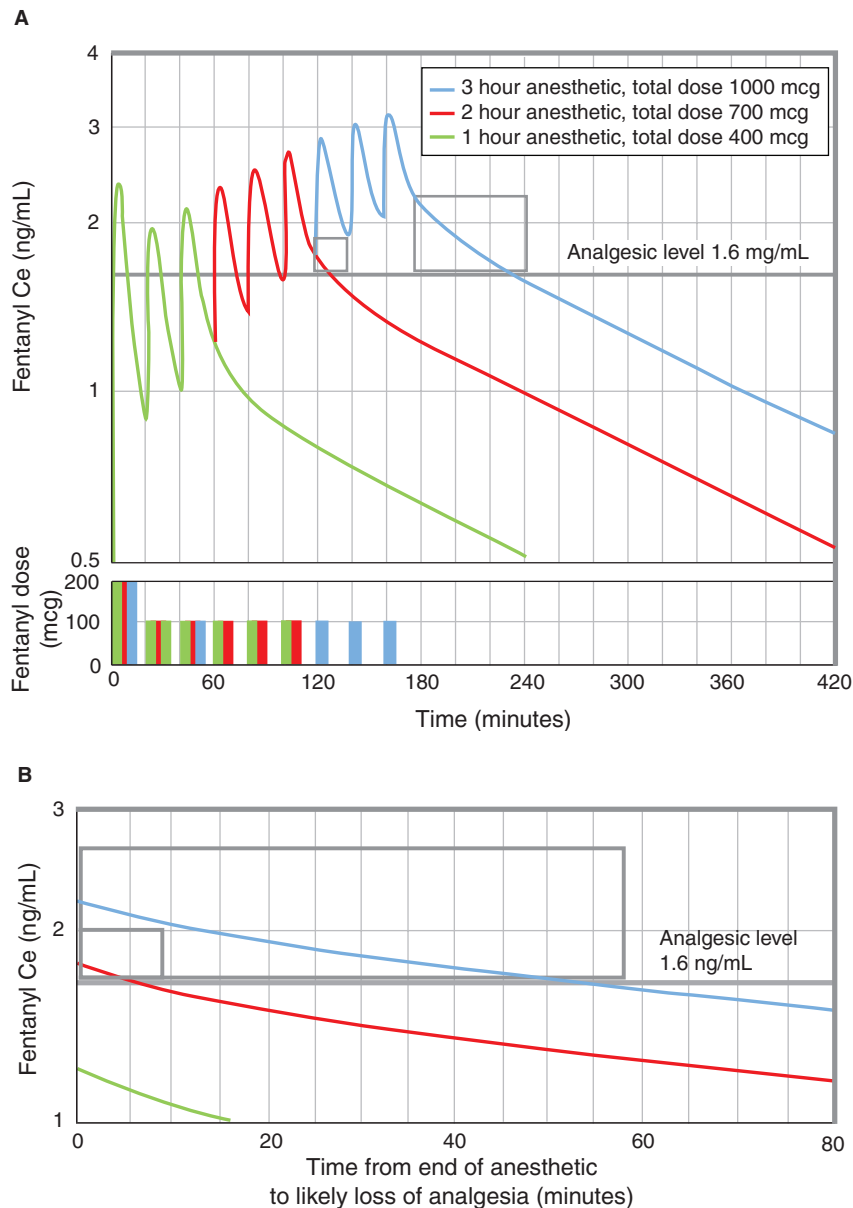 A
4
3
2
1
0.5
Fentanyl Ce (ng/mL)
3 hour anesthetic, total dose 1000 mcg
2 hour anesthetic, total dose 700 mcg
1 hour anesthetic, total dose 400 mcg
Analgesic level 1.6 mg/mL
200
100
0
Fentanyl dose
(mcg)
0 60 120 180 240 300 360 420
Time (minutes)
B
3
2
1
Fentanyl Ce (ng/mL)
Analgesic level
1.6 ng/mL
0 20 40 60 80
Time from end of anesthetic
to likely loss of analgesia (minutes)